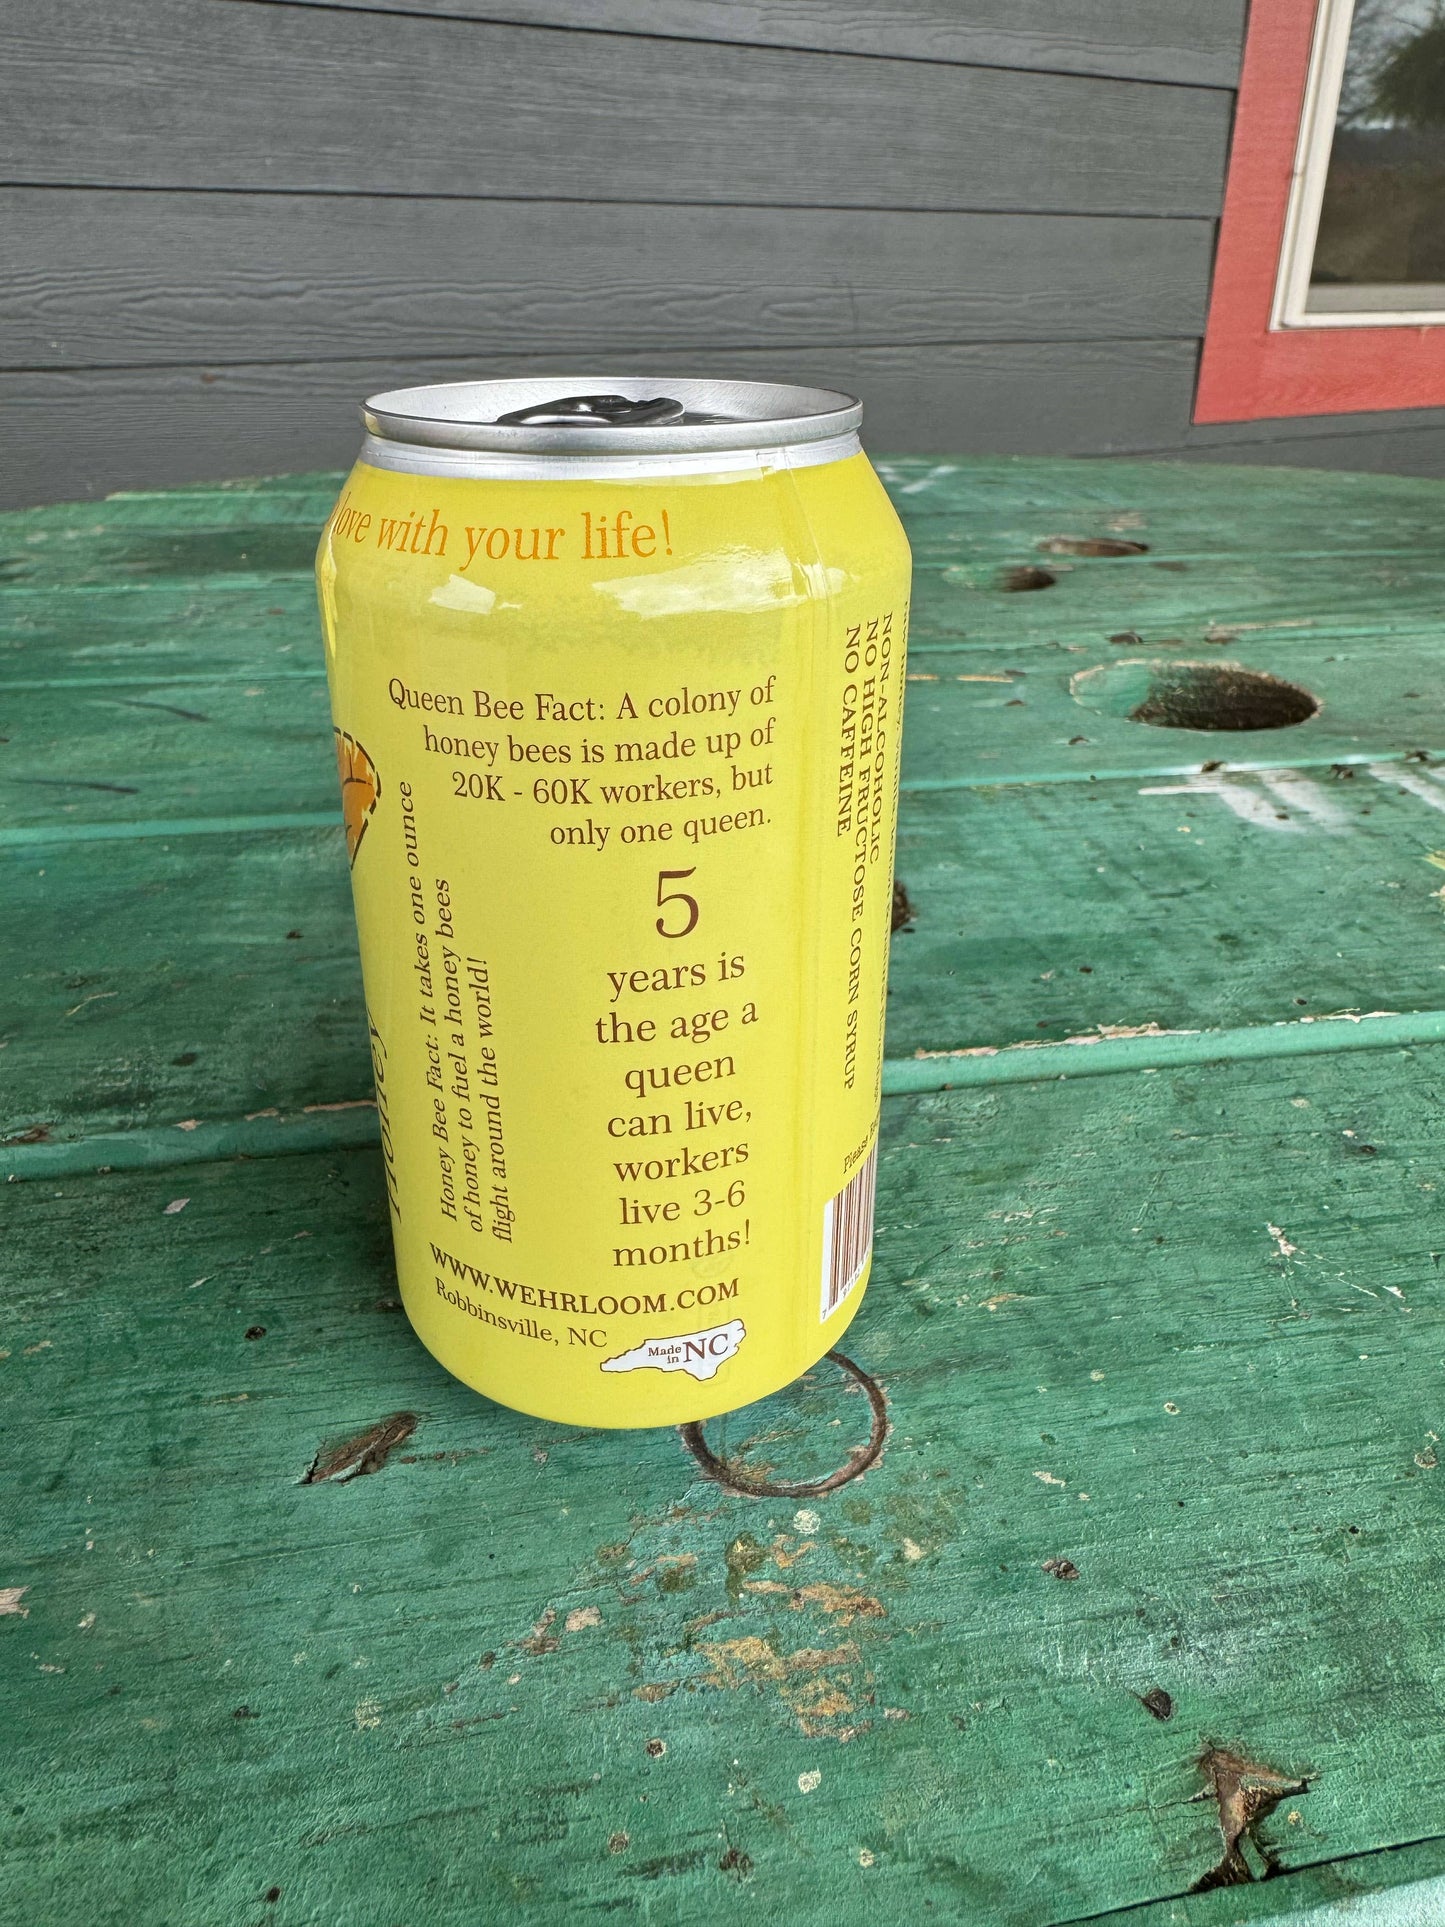 love with your life!
Queen Bee Fact: A colony of
honey bees is made up of
20K - 60K workers, but
only one queen.
5
years is
the age a
queen
can live,
workers
live 3-6
months!
Honey Bee Fact: It takes one ounce
of honey to fuel a honey bees
flight around the world!
WWW.WEHRLOOM.COM
Robbinsville, NC
Made
in NC
NON-ALCOHOLIC
NO HIGH FRUCTOSE CORN SYRUP
NO CAFFEINE
Please
7